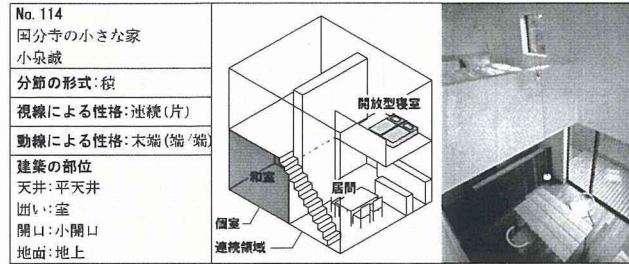 No. 114
国分寺の小さな家
小泉誠
分節の形式:積
視線による性格:連続(片)
動線による性格:末端(端/端)
建築の部位
天井:平天井
囲い:室
開口:小開口
地面:地上
開放型寝室
和室
居間
個室
連続領域